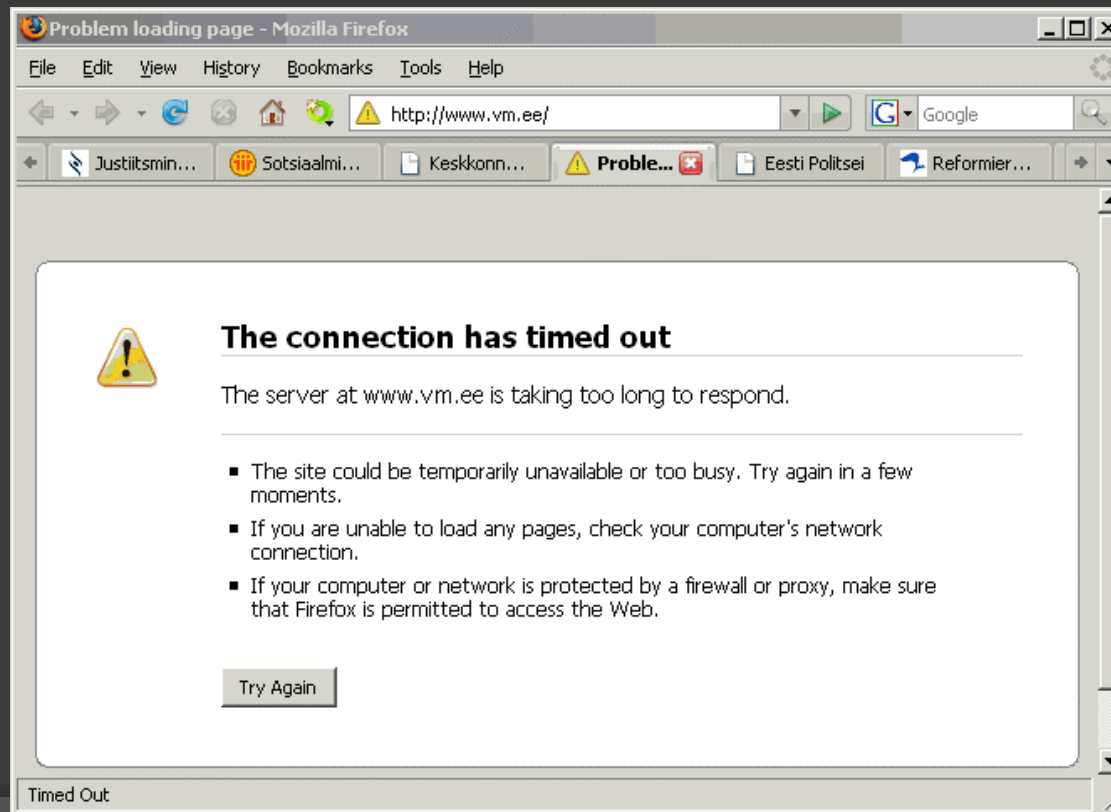 Problem loading page - Mozilla Firefox
File Edit View History Bookmarks Tools Help
http://www.vm.ee/ G Google
Justiitsmin... Sotsiaalmi... Keskkonn... Proble... Eesti Politsei Reformier...
The connection has timed out
The server at www.vm.ee is taking too long to respond.
The site could be temporarily unavailable or too busy. Try again in a few
moments.
If you are unable to load any pages, check your computer's network
connection.
If your computer or network is protected by a firewall or proxy, make sure
that Firefox is permitted to access the Web.
Try Again
Timed Out